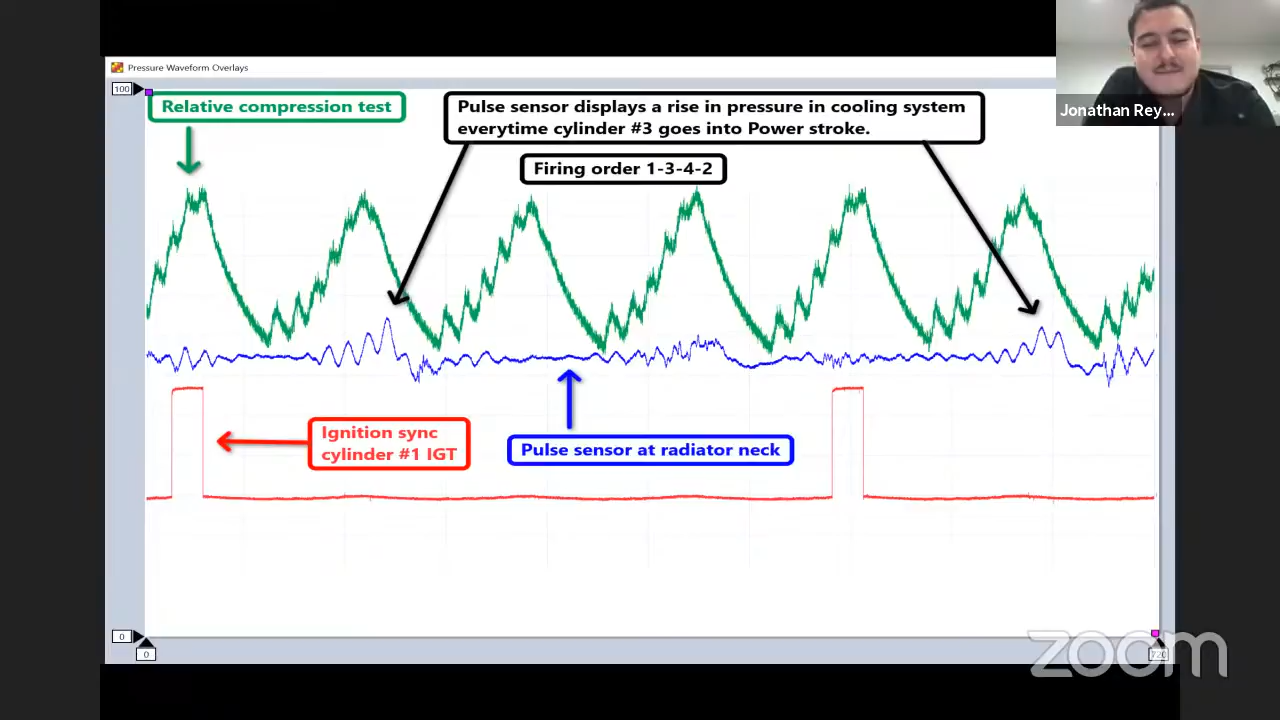 Pressure Waveform Overlays
100
Relative compression test
Pulse sensor displays a rise in pressure in cooling system
everytime cylinder #3 goes into Power stroke.
Firing order 1-3-4-2
Jonathan Rey...
Ignition sync
cylinder #1 IGT
Pulse sensor at radiator neck
0
0
720
zoom